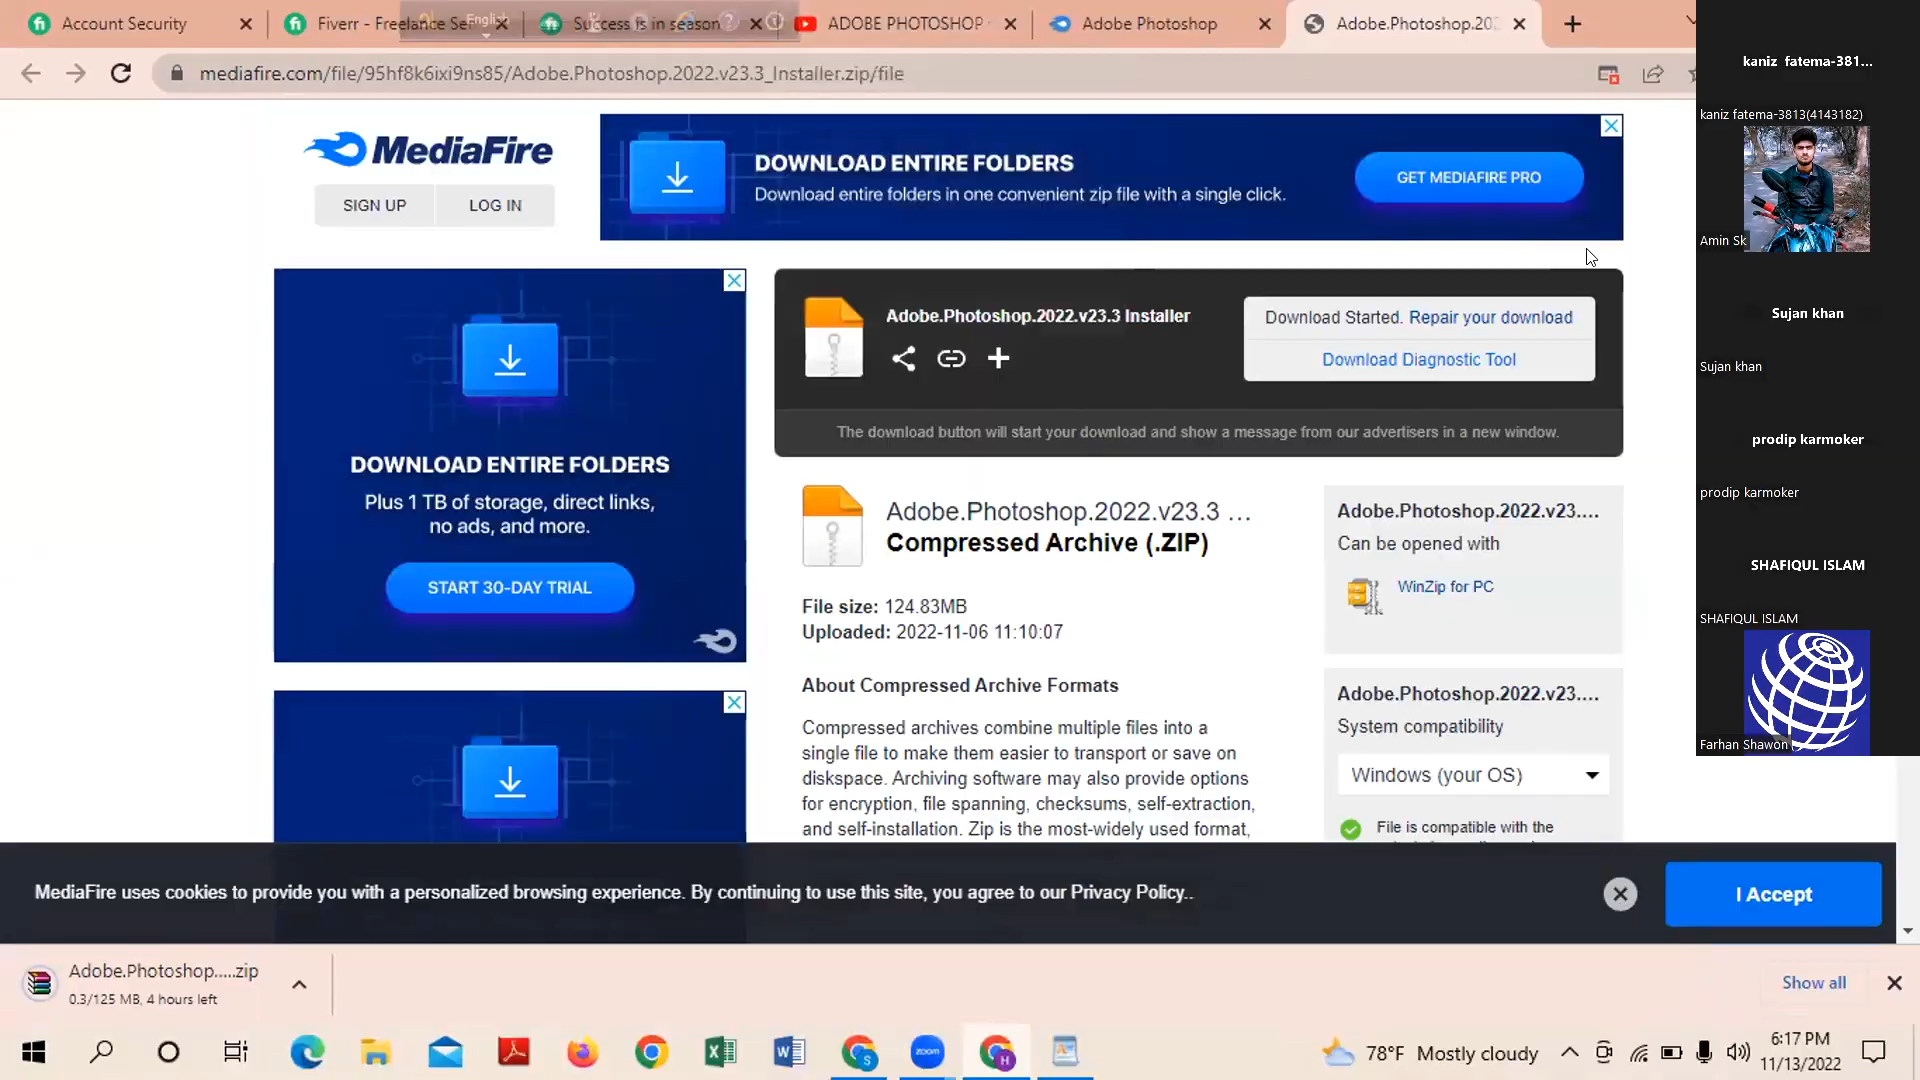 Account Security
Fiverr - Freelance Se
English
Success is in season
ADOBE PHOTOSHOP
Adobe Photoshop
Adobe.Photoshop.202
mediafire.com/file/95hf8k6ixi9ns85/Adobe.Photoshop.2022.v23.3_Installer.zip/file
MediaFire
SIGN UP
LOG IN
DOWNLOAD ENTIRE FOLDERS
Download entire folders in one convenient zip file with a single click.
GET MEDIAFIRE PRO
DOWNLOAD ENTIRE FOLDERS
Plus 1 TB of storage, direct links,
no ads, and more.
START 30-DAY TRIAL
Adobe.Photoshop.2022.v23.3 Installer
Download Started. Repair your download
Download Diagnostic Tool
The download button will start your download and show a message from our advertisers in a new window.
Adobe.Photoshop.2022.v23.3 ...
Compressed Archive (.ZIP)
File size: 124.83MB
Uploaded: 2022-11-06 11:10:07
About Compressed Archive Formats
Compressed archives combine multiple files into a
single file to make them easier to transport or save on
diskspace. Archiving software may also provide options
for encryption, file spanning, checksums, self-extraction,
and self-installation. Zip is the most-widely used format,
Adobe.Photoshop.2022.v23....
Can be opened with
WinZip for PC
Adobe.Photoshop.2022.v23....
System compatibility
Windows (your OS)
File is compatible with the
kaniz fatema-381...
kaniz fatema-3813(4143182)
Amin Sk
Sujan khan
Sujan khan
prodip karmoker
prodip karmoker
SHAFIQUL ISLAM
SHAFIQUL ISLAM
Farhan Shawon
MediaFire uses cookies to provide you with a personalized browsing experience. By continuing to use this site, you agree to our Privacy Policy..
I Accept
Adobe.Photoshop.....zip
0.3/125 MB, 4 hours left
Show all
zoom
S
H
78°F Mostly cloudy
6:17 PM
11/13/2022